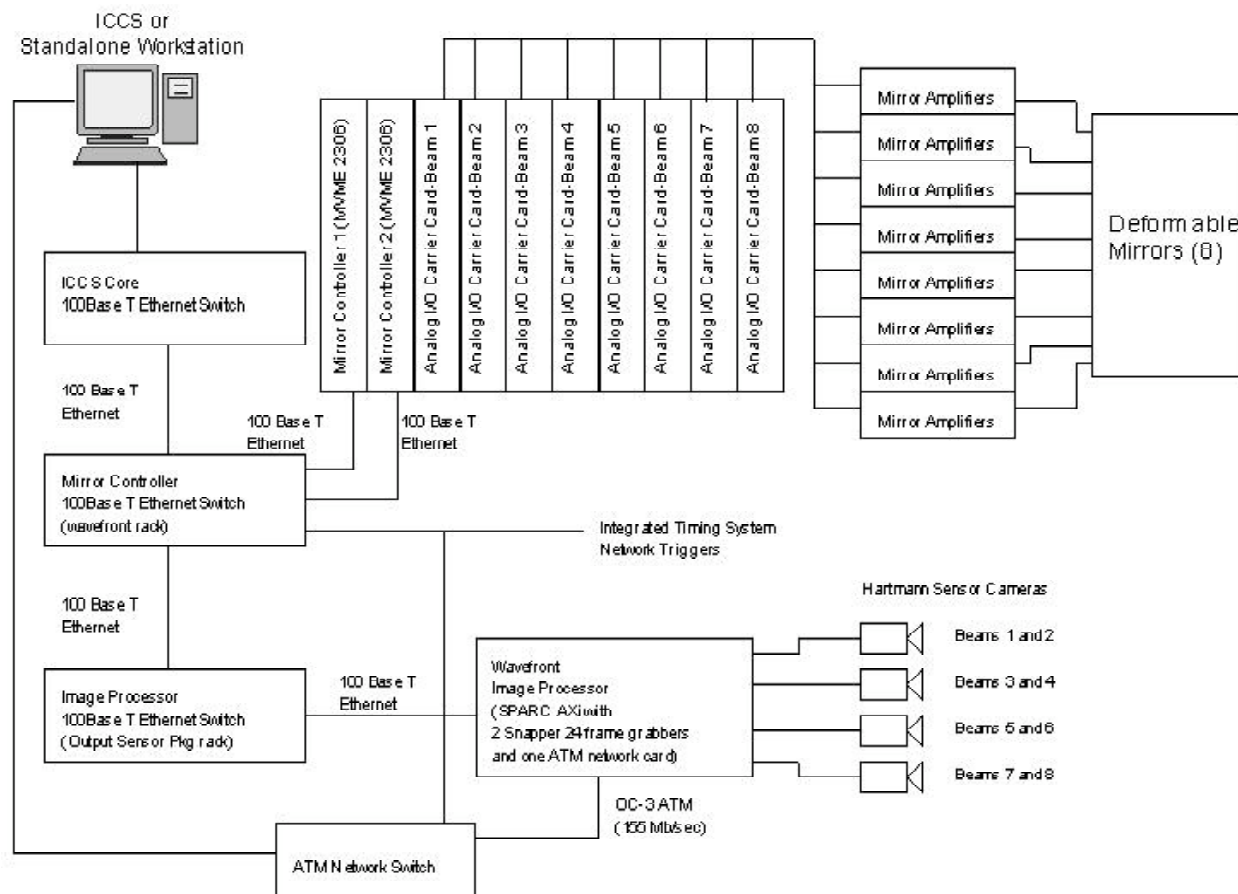 ICCS or
Standalone Workstation
Mirror Controller 1 (MVME 2306)
Mirror Controller 2 (MVME 2306)
Analog I/O Carrier Card-Beam 1
Analog I/O Carrier Card-Beam 2
Analog I/O Carrier Card-Beam 3
Analog I/O Carrier Card-Beam 4
Analog I/O Carrier Card-Beam 5
Analog I/O Carrier Card-Beam 6
Analog I/O Carrier Card-Beam 7
Analog I/O Carrier Card-Beam 8
Mirror Amplifiers
Mirror Amplifiers
Mirror Amplifiers
Mirror Amplifiers
Mirror Amplifiers
Mirror Amplifiers
Mirror Amplifiers
Mirror Amplifiers
Deformable
Mirrors (8)
ICCS Core
100Base T Ethernet Switch
100 Base T
Ethernet
100 Base T
Ethernet
100 Base T
Ethernet
Mirror Controller
100Base T Ethernet Switch
(wavefront rack)
Integrated Timing System
Network Triggers
100 Base T
Ethernet
Hartmann Sensor Cameras
Beams 1 and 2
Beams 3 and 4
Beams 5 and 6
Beams 7 and 8
Image Processor
100Base T Ethernet Switch
(Output Sensor Pkg rack)
100 Base T
Ethernet
Wavefront
Image Processor
(SPARC AXi with
2 Snapper 24 frame grabbers
and one ATM network card)
OC-3 ATM
(155 Mb/sec)
ATM Network Switch